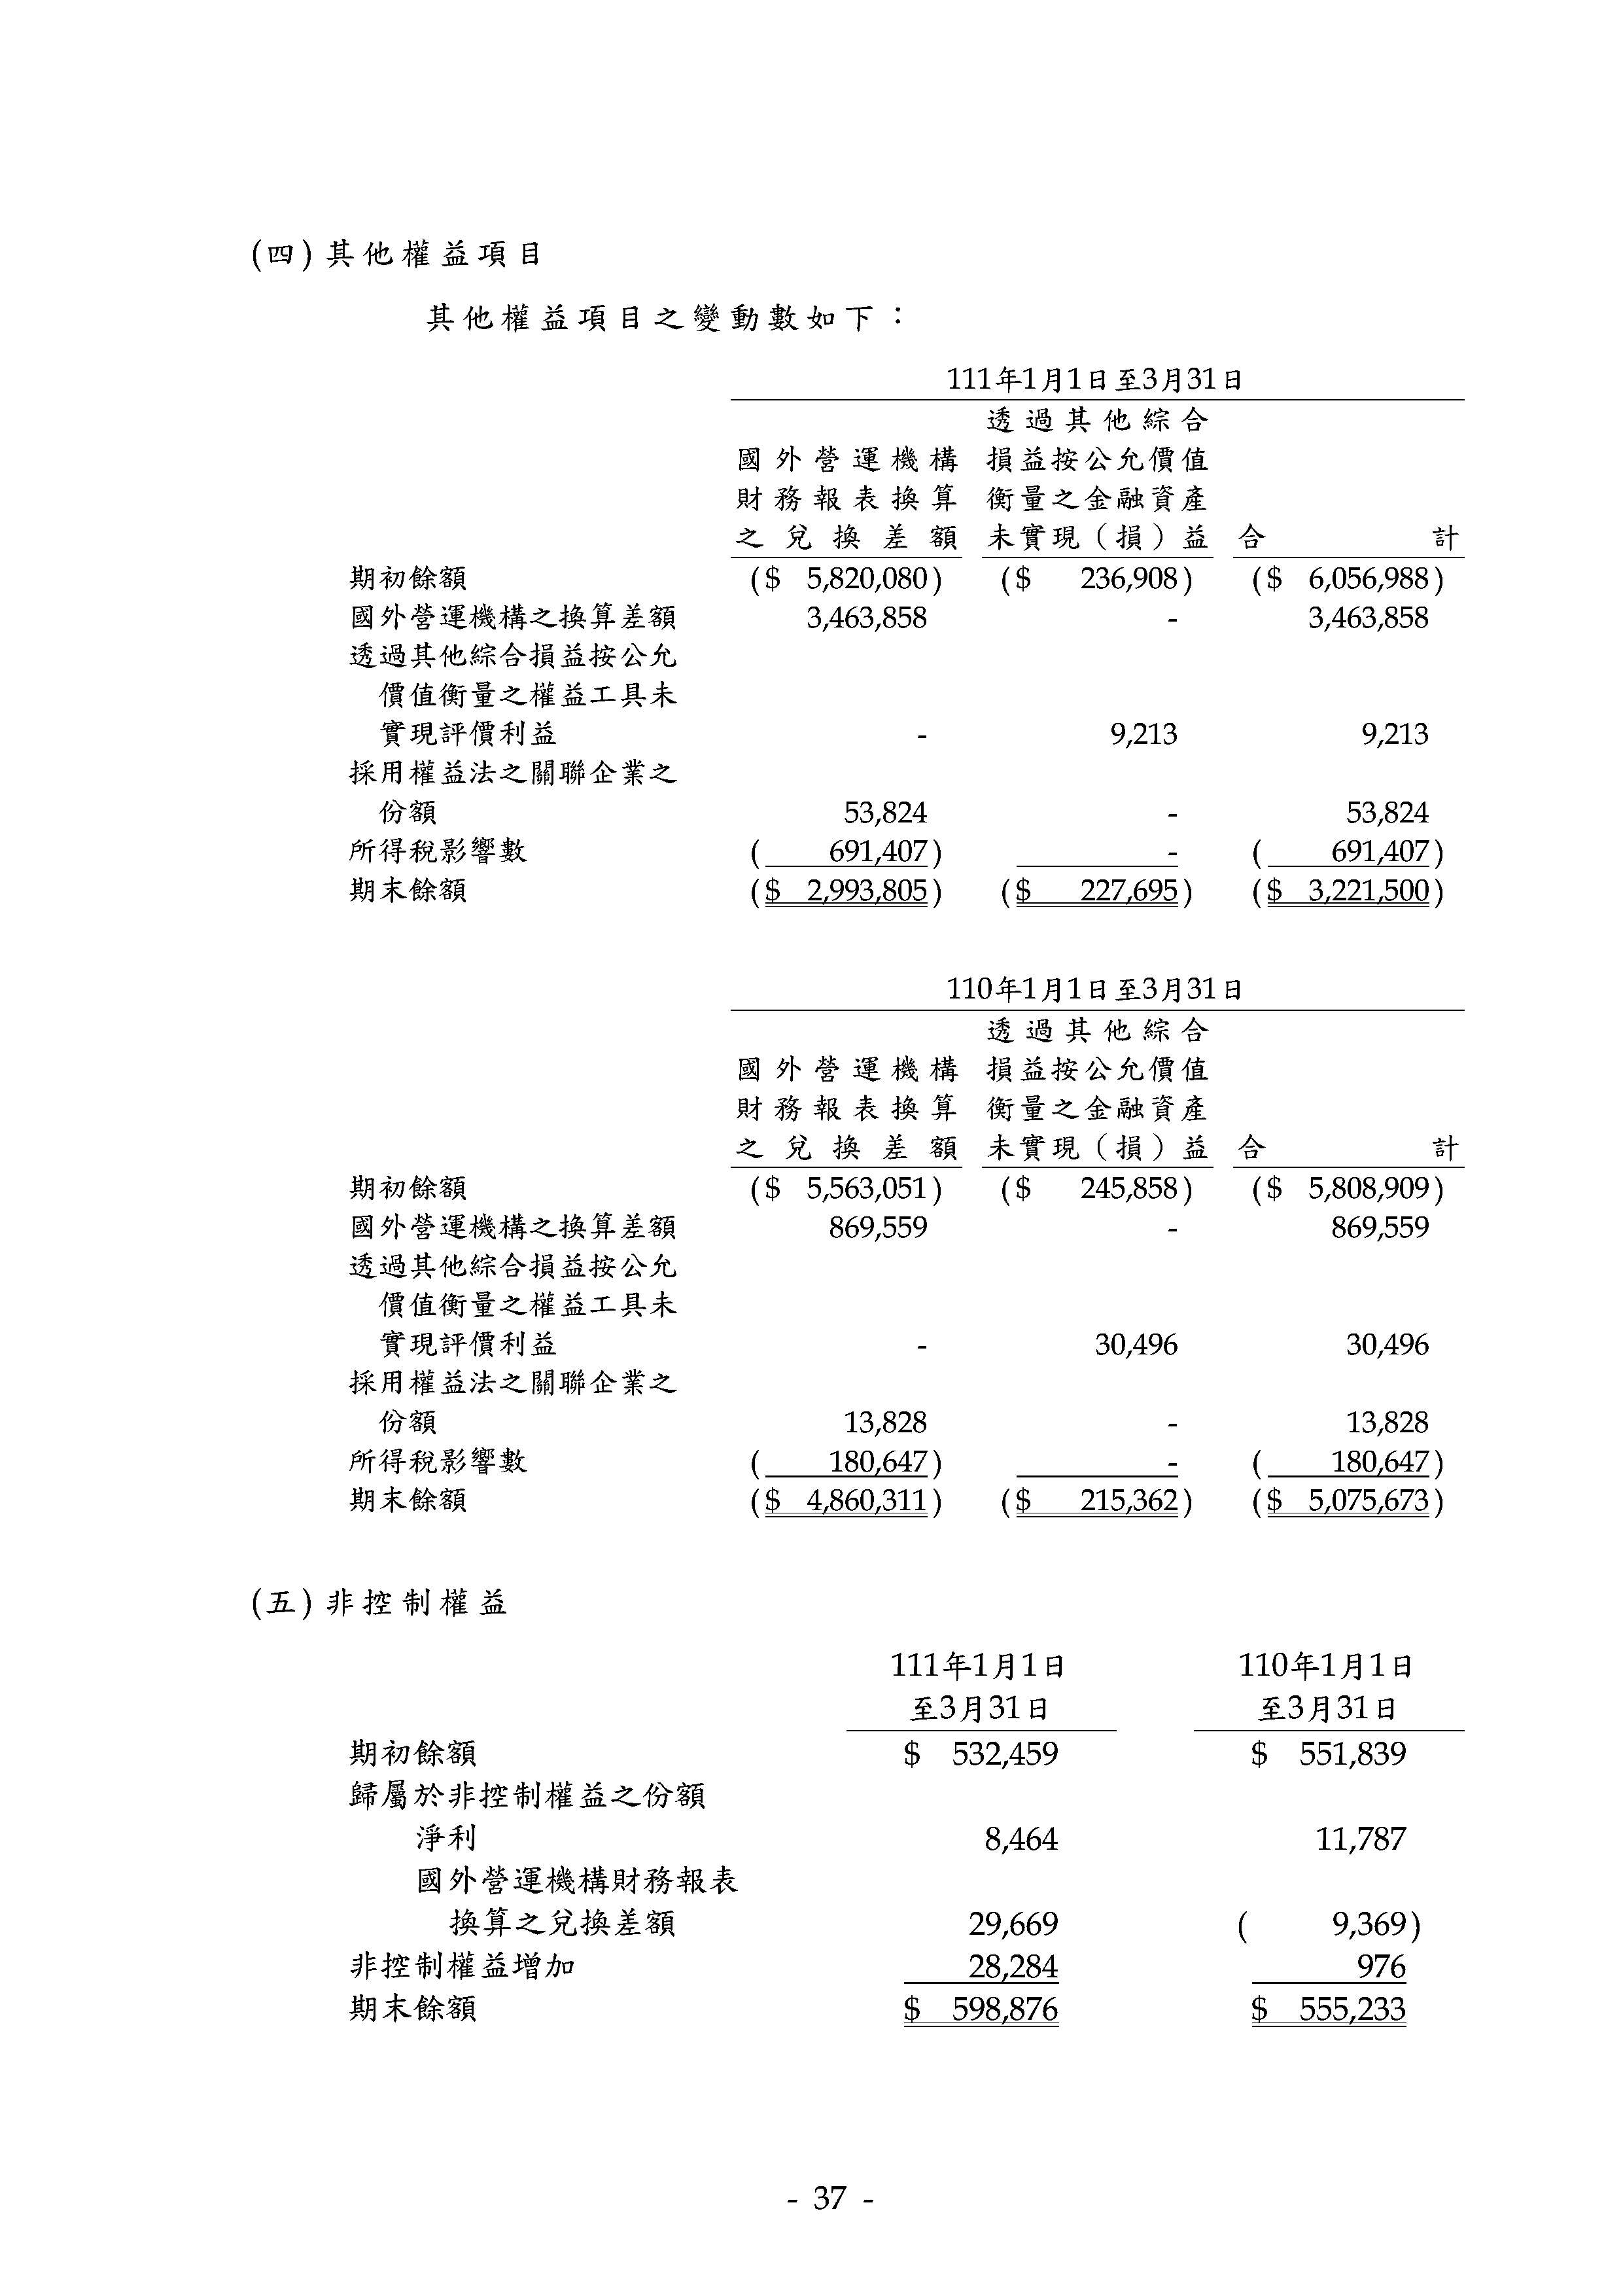 (四) 其他權益項目
其他權益項目之變動數如下：
111年1月1日至3月31日
透過其他綜合
國外營運機構 損益按公允價值
財務報表換算 衡量之金融資產
之兌換差額 未實現（損）益 合計
期初餘額 ($ 5,820,080) ($ 236,908) ($ 6,056,988)
國外營運機構之換算差額 3,463,858 - 3,463,858
透過其他綜合損益按公允
價值衡量之權益工具未
實現評價利益 - 9,213 9,213
採用權益法之關聯企業之
份額 53,824 - 53,824
所得稅影響數 ( 691,407) - ( 691,407)
期末餘額 ($ 2,993,805) ($ 227,695) ($ 3,221,500)
110年1月1日至3月31日
透過其他綜合
國外營運機構 損益按公允價值
財務報表換算 衡量之金融資產
之兌換差額 未實現（損）益 合計
期初餘額 ($ 5,563,051) ($ 245,858) ($ 5,808,909)
國外營運機構之換算差額 869,559 - 869,559
透過其他綜合損益按公允
價值衡量之權益工具未
實現評價利益 - 30,496 30,496
採用權益法之關聯企業之
份額 13,828 - 13,828
所得稅影響數 ( 180,647) - ( 180,647)
期末餘額 ($ 4,860,311) ($ 215,362) ($ 5,075,673)
(五) 非控制權益
111年1月1日 110年1月1日
至3月31日 至3月31日
期初餘額 $ 532,459 $ 551,839
歸屬於非控制權益之份額
淨利 8,464 11,787
國外營運機構財務報表
換算之兌換差額 29,669 ( 9,369)
非控制權益增加 28,284 976
期末餘額 $ 598,876 $ 555,233
- 37 -